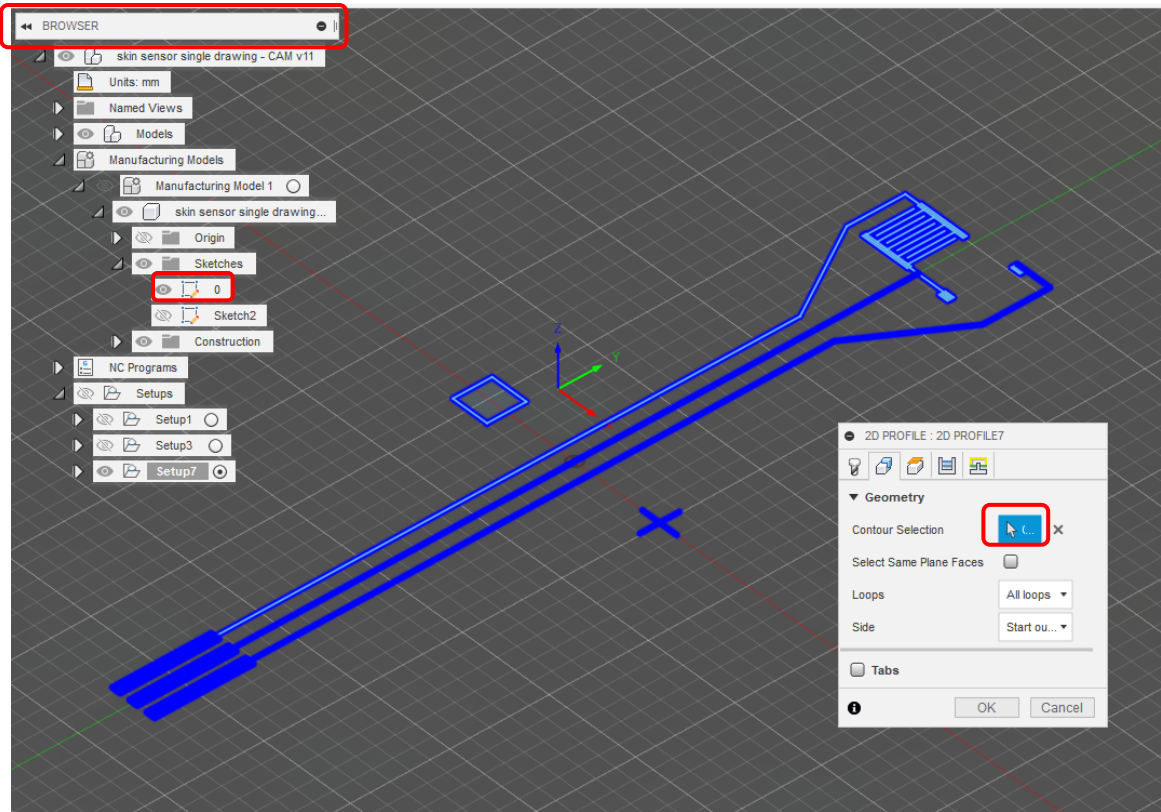 BROWSER
skin sensor single drawing - CAM v11
Units: mm
Named Views
Models
Manufacturing Models
Manufacturing Model 1
skin sensor single drawing...
Origin
Sketches
0
Sketch2
Construction
NC Programs
Setups
Setup1
Setup3
Setup7
Z
Y
2D PROFILE : 2D PROFILE7
Geometry
Contour Selection (...
Select Same Plane Faces
Loops All loops
Side Start ou...
Tabs
OK Cancel